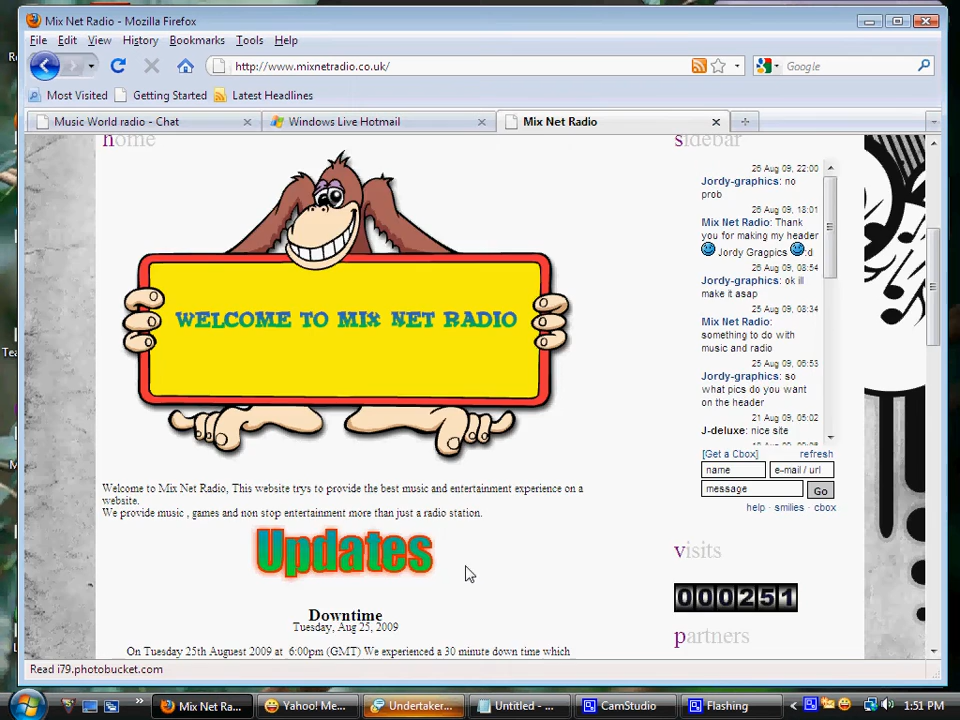 Mix Net Radio - Mozilla Firefox
File Edit View History Bookmarks Tools Help
http://www.mixnetradio.co.uk/
Google
Most Visited Getting Started Latest Headlines
Music World radio - Chat
Windows Live Hotmail
Mix Net Radio
home
sidebar
WELCOME TO MIX NET RADIO
Welcome to Mix Net Radio, This website trys to provide the best music and entertainment experience on a
website.
We provide music , games and non stop entertainment more than just a radio station.
Updates
Downtime
Tuesday, Aug 25, 2009
On Tuesday 25th Auguest 2009 at 6:00pm (GMT) We experienced a 30 minute down time which
26 Aug 09, 22:00
Jordy-graphics: no
prob
26 Aug 09, 18:01
Mix Net Radio: Thank
you for making my header
Jordy Gragpics :d
26 Aug 09, 08:54
Jordy-graphics: ok ill
make it asap
25 Aug 09, 08:34
Mix Net Radio:
something to do with
music and radio
25 Aug 09, 06:53
Jordy-graphics: so
what pics do you want
on the header
21 Aug 09, 05:02
J-deluxe: nice site
[Get a Cbox] refresh
name e-mail / url
message Go
help · smilies · cbox
visits
000251
partners
Read i79.photobucket.com
Mix Net Ra...
Yahoo! Me...
Undertaker...
Untitled - ...
CamStudio
Flashing
1:51 PM